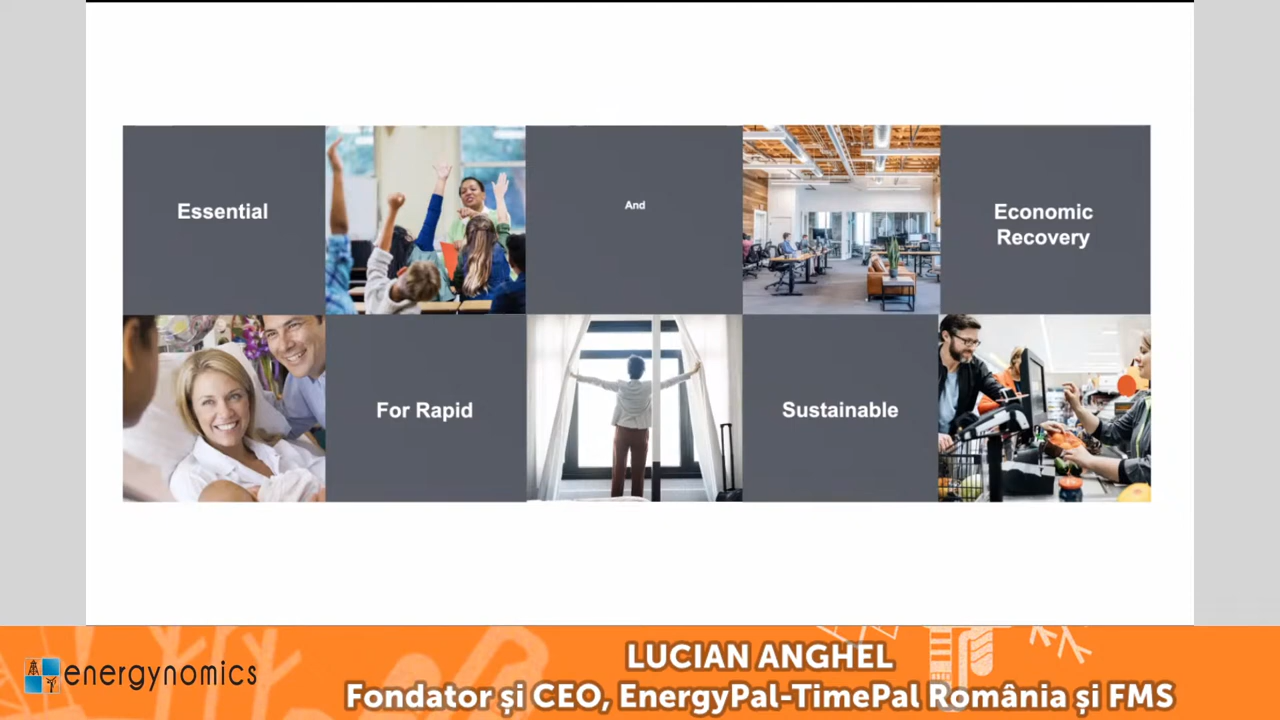 Essential
And
Economic
Recovery
For Rapid
Sustainable
energynomics
LUCIAN ANGHEL
Fondator și CEO, EnergyPal-TimePal România și FMS